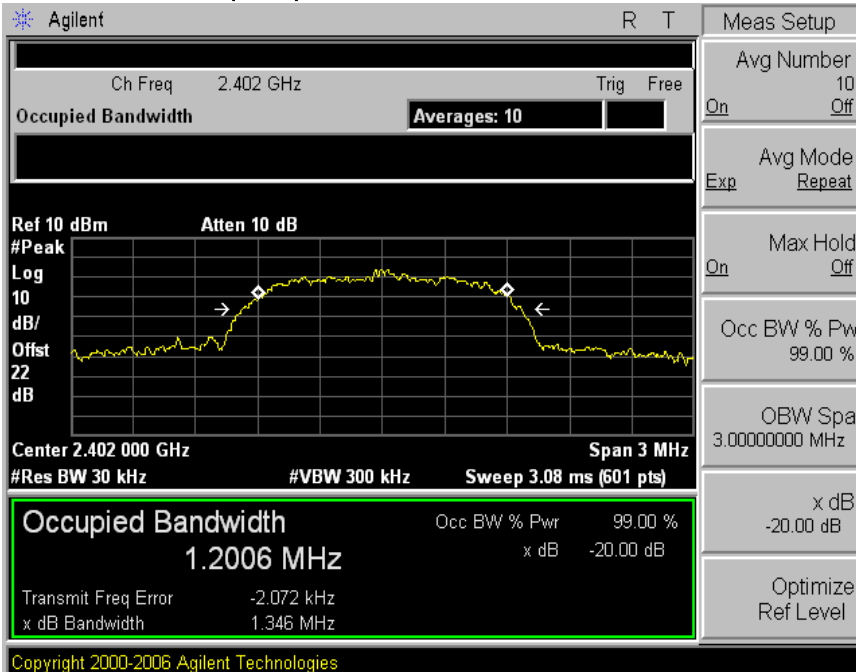 Agilent R T
Ch Freq 2.402 GHz Trig Free
Occupied Bandwidth Averages: 10
Ref 10 dBm Atten 10 dB
#Peak
Log
10
dB/
Offst
22
dB
Center 2.402 000 GHz Span 3 MHz
#Res BW 30 kHz #VBW 300 kHz Sweep 3.08 ms (601 pts)
Occupied Bandwidth Occ BW % Pwr 99.00 %
1.2006 MHz x dB -20.00 dB
Transmit Freq Error -2.072 kHz
x dB Bandwidth 1.346 MHz
Copyright 2000-2006 Agilent Technologies
Meas Setup
Avg Number
10
On Off
Avg Mode
Exp Repeat
Max Hold
On Off
Occ BW % Pw
99.00 %
OBW Spa
3.00000000 MHz
x dB
-20.00 dB
Optimize
Ref Level